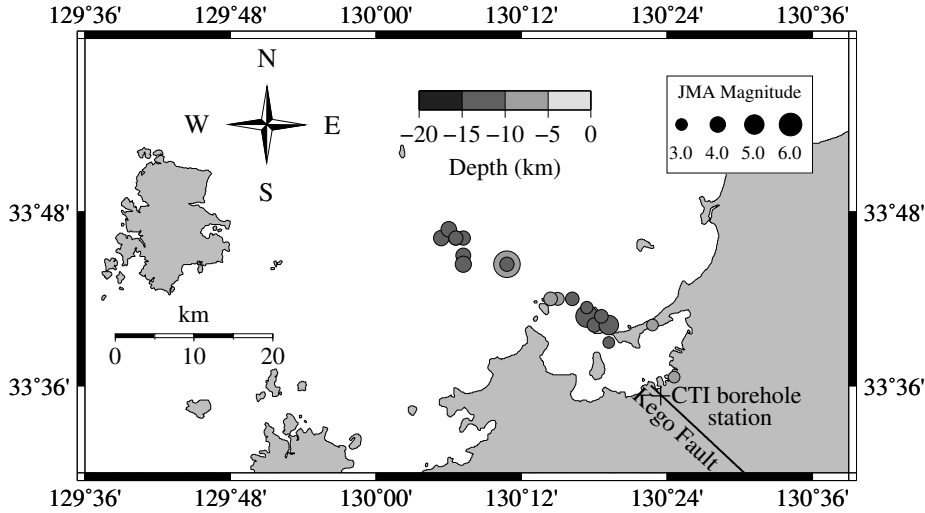 129˚36' 129˚48' 130˚00' 130˚12' 130˚24' 130˚36'
N
W E
S
−20 −15 −10 −5 0
Depth (km)
JMA Magnitude
3.0 4.0 5.0 6.0
33˚48' 33˚48'
km
0 10 20
33˚36' 33˚36'
CTI borehole
station
Kego Fault
129˚36' 129˚48' 130˚00' 130˚12' 130˚24' 130˚36'